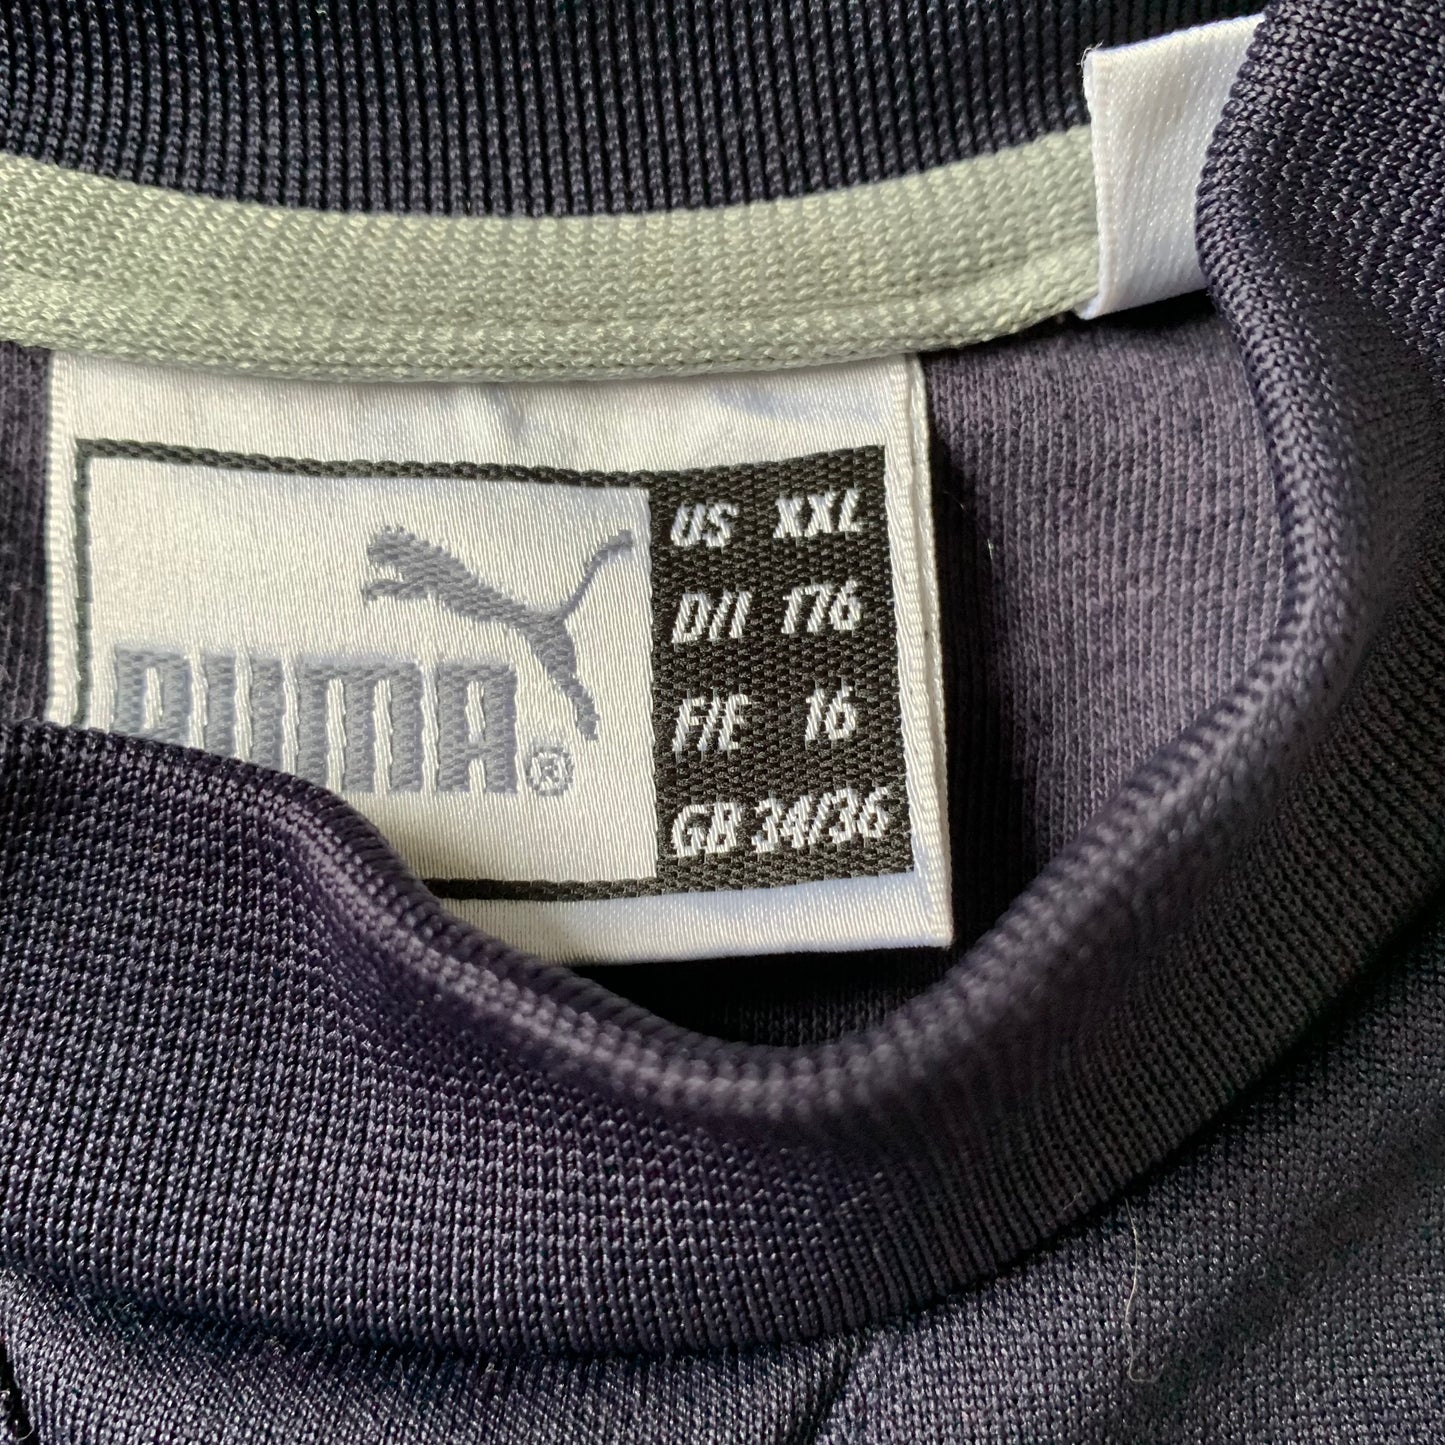 PUMA®
US XXL
D/I 176
F/E 16
GB 34/36